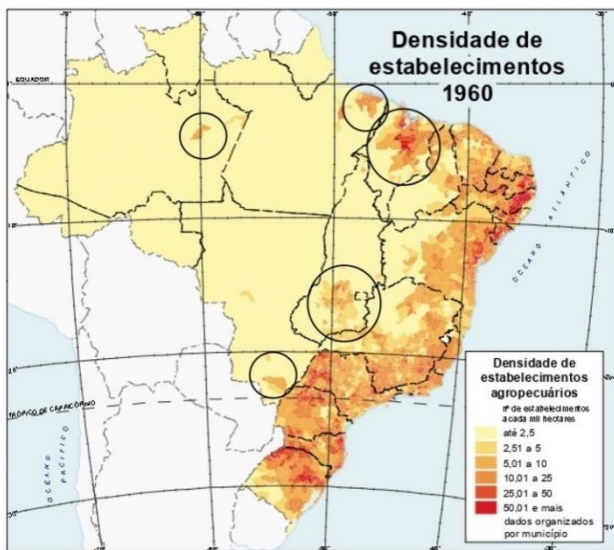 Densidade de
estabelecimentos
1960
EQUADOR
OCEANO ATLÂNTICO
TRÓPICO DE CAPRICÓRNIO
OCEANO
PACÍFICO
Densidade de
estabelecimentos
agropecuários
nº de estabelecimentos
a cada mil hectares
até 2,5
2,51 a 5
5,01 a 10
10,01 a 25
25,01 a 50
50,01 e mais
dados organizados
por município